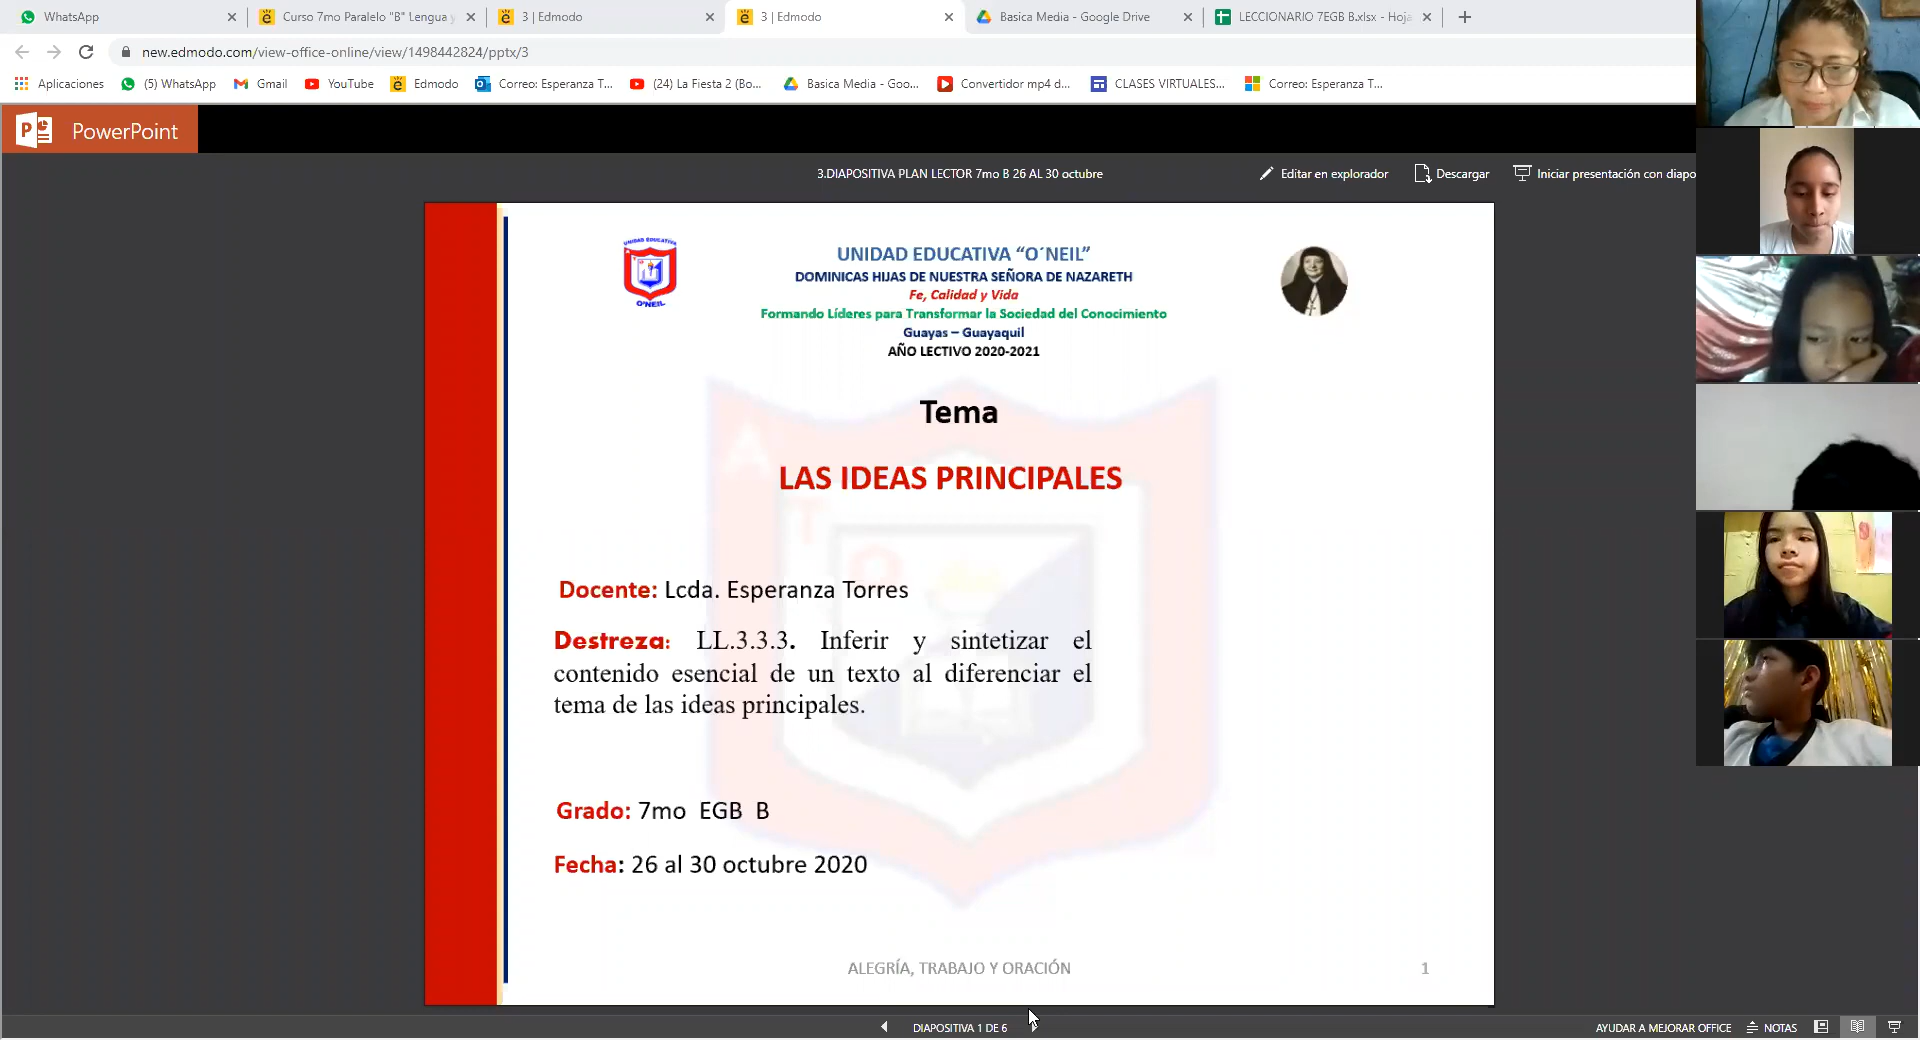 WhatsApp
Curso 7mo Paralelo "B" Lengua y
3 | Edmodo
3 | Edmodo
Basica Media - Google Drive
LECCIONARIO 7EGB B.xlsx - Hoja
new.edmodo.com/view-office-online/view/1498442824/pptx/3
Aplicaciones
(5) WhatsApp
Gmail
YouTube
Edmodo
Correo: Esperanza T...
(24) La Fiesta 2 (Bo...
Basica Media - Goo...
Convertidor mp4 d...
CLASES VIRTUALES...
Correo: Esperanza T...
PowerPoint
3.DIAPOSITIVA PLAN LECTOR 7mo B 26 AL 30 octubre
Editar en explorador
Descargar
Iniciar presentación con diapo
UNIDAD EDUCATIVA
O'NEIL
UNIDAD EDUCATIVA “O´NEIL”
DOMINICAS HIJAS DE NUESTRA SEÑORA DE NAZARETH
Fe, Calidad y Vida
Formando Líderes para Transformar la Sociedad del Conocimiento
Guayas – Guayaquil
AÑO LECTIVO 2020-2021
Tema
LAS IDEAS PRINCIPALES
Docente: Lcda. Esperanza Torres
Destreza: LL.3.3.3. Inferir y sintetizar el
contenido esencial de un texto al diferenciar el
tema de las ideas principales.
Grado: 7mo EGB B
Fecha: 26 al 30 octubre 2020
ALEGRÍA, TRABAJO Y ORACIÓN
1
DIAPOSITIVA 1 DE 6
AYUDAR A MEJORAR OFFICE
NOTAS